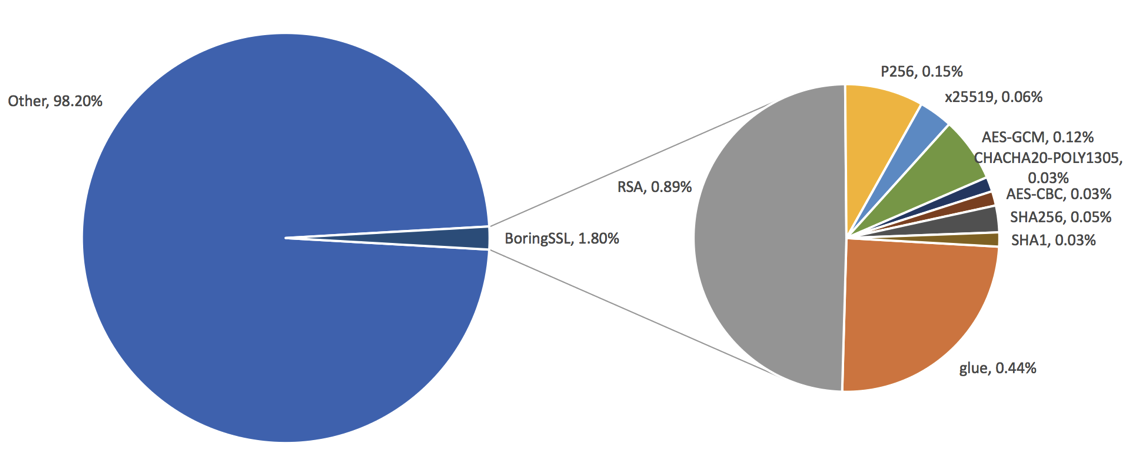 Other, 98.20%
BoringSSL, 1.80%
RSA, 0.89%
P256, 0.15%
x25519, 0.06%
AES-GCM, 0.12%
CHACHA20-POLY1305,
0.03%
AES-CBC, 0.03%
SHA256, 0.05%
SHA1, 0.03%
glue, 0.44%